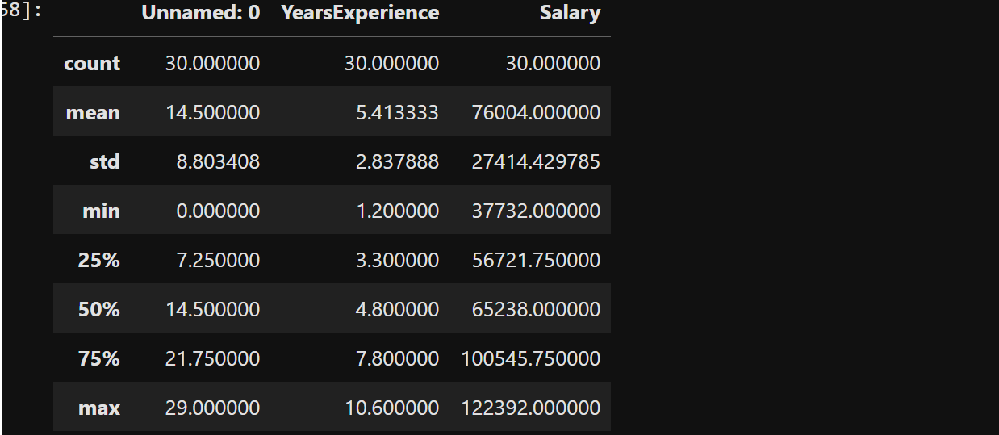 58]:
Unnamed: 0 YearsExperience Salary
count 30.000000 30.000000 30.000000
mean 14.500000 5.413333 76004.000000
std 8.803408 2.837888 27414.429785
min 0.000000 1.200000 37732.000000
25% 7.250000 3.300000 56721.750000
50% 14.500000 4.800000 65238.000000
75% 21.750000 7.800000 100545.750000
max 29.000000 10.600000 122392.000000